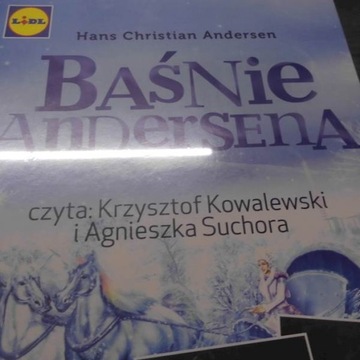 LIDL
Hans Christian Andersen
BAŚNie
AnDeRSENA
czyta: Krzysztof Kowalewski
i Agnieszka Suchora